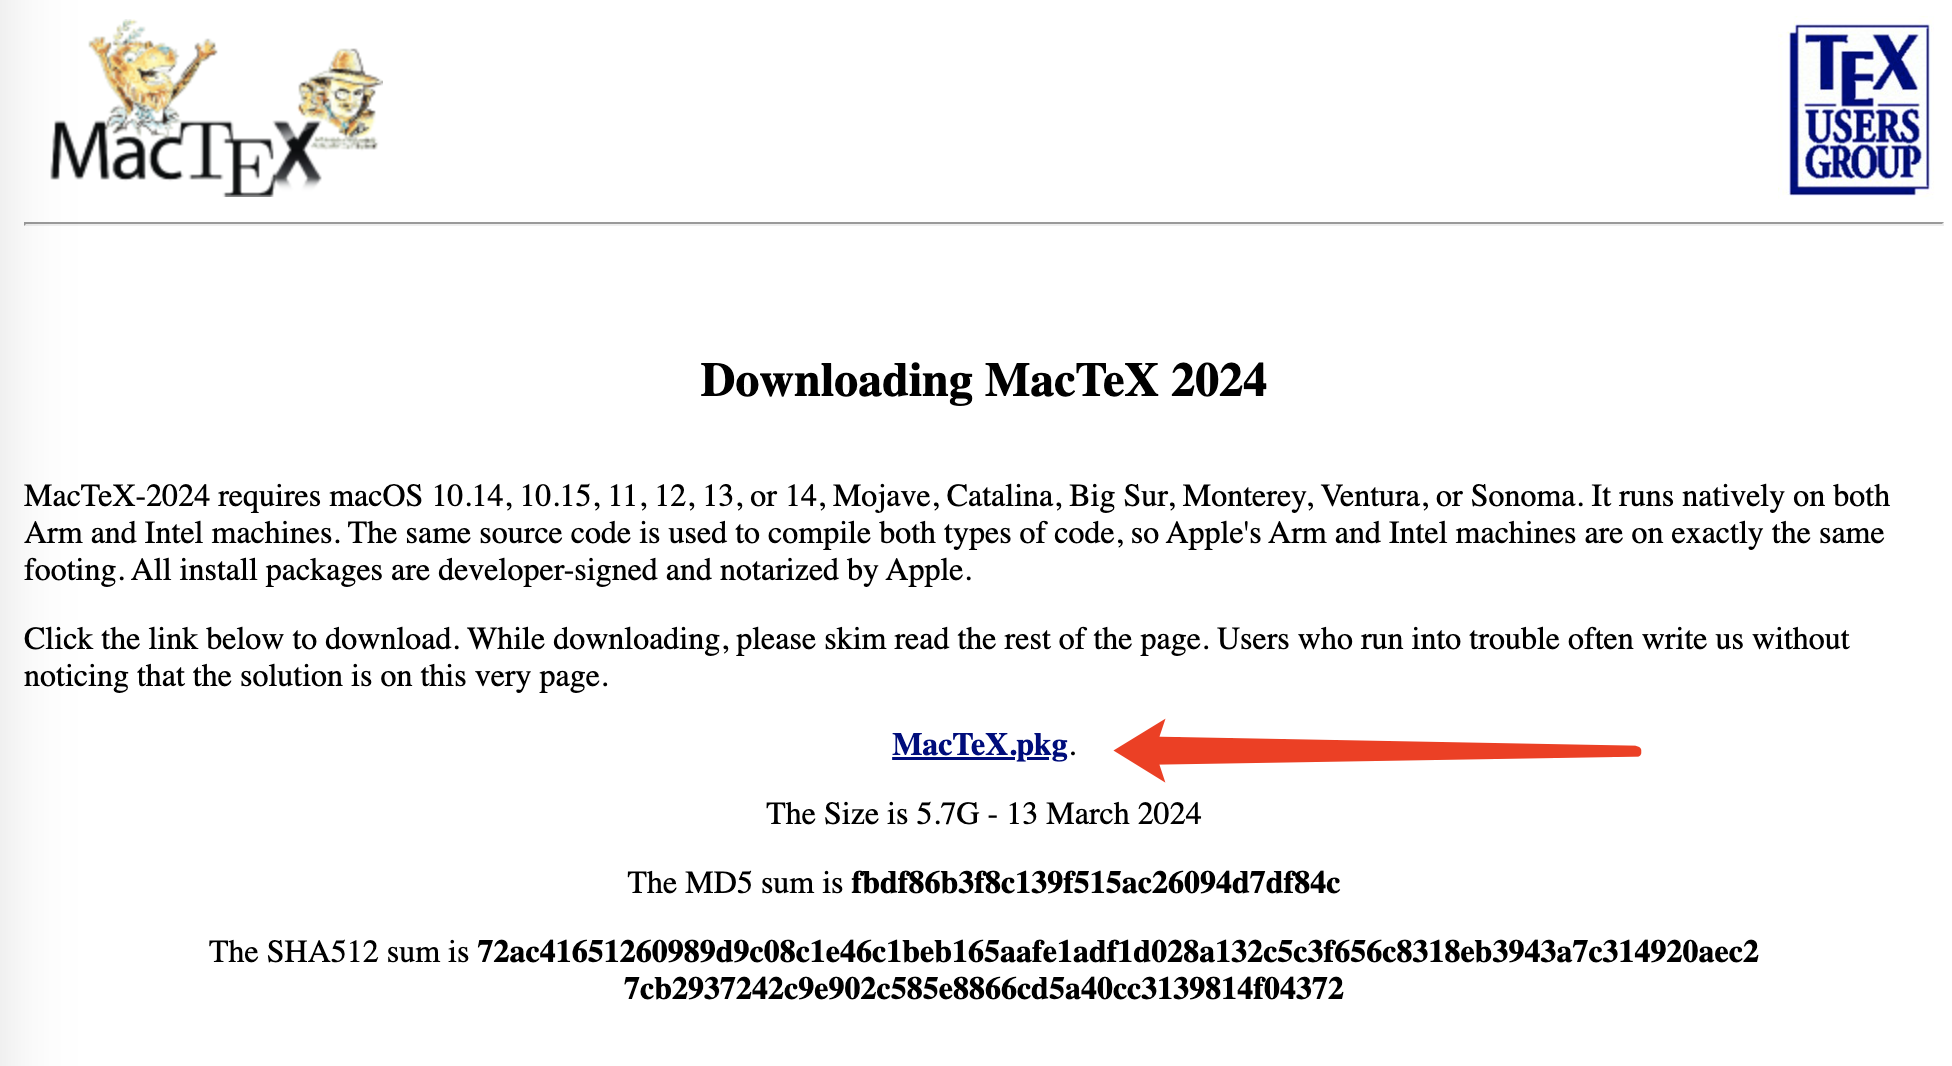 MacTEX
TEX
USERS
GROUP
Downloading MacTeX 2024
MacTeX-2024 requires macOS 10.14, 10.15, 11, 12, 13, or 14, Mojave, Catalina, Big Sur, Monterey, Ventura, or Sonoma. It runs natively on both
Arm and Intel machines. The same source code is used to compile both types of code, so Apple's Arm and Intel machines are on exactly the same
footing. All install packages are developer-signed and notarized by Apple.
Click the link below to download. While downloading, please skim read the rest of the page. Users who run into trouble often write us without
noticing that the solution is on this very page.
MacTeX.pkg.
The Size is 5.7G - 13 March 2024
The MD5 sum is fbdf86b3f8c139f515ac26094d7df84c
The SHA512 sum is 72ac41651260989d9c08c1e46c1beb165aafe1adf1d028a132c5c3f656c8318eb3943a7c314920aec2
7cb2937242c9e902c585e8866cd5a40cc3139814f04372